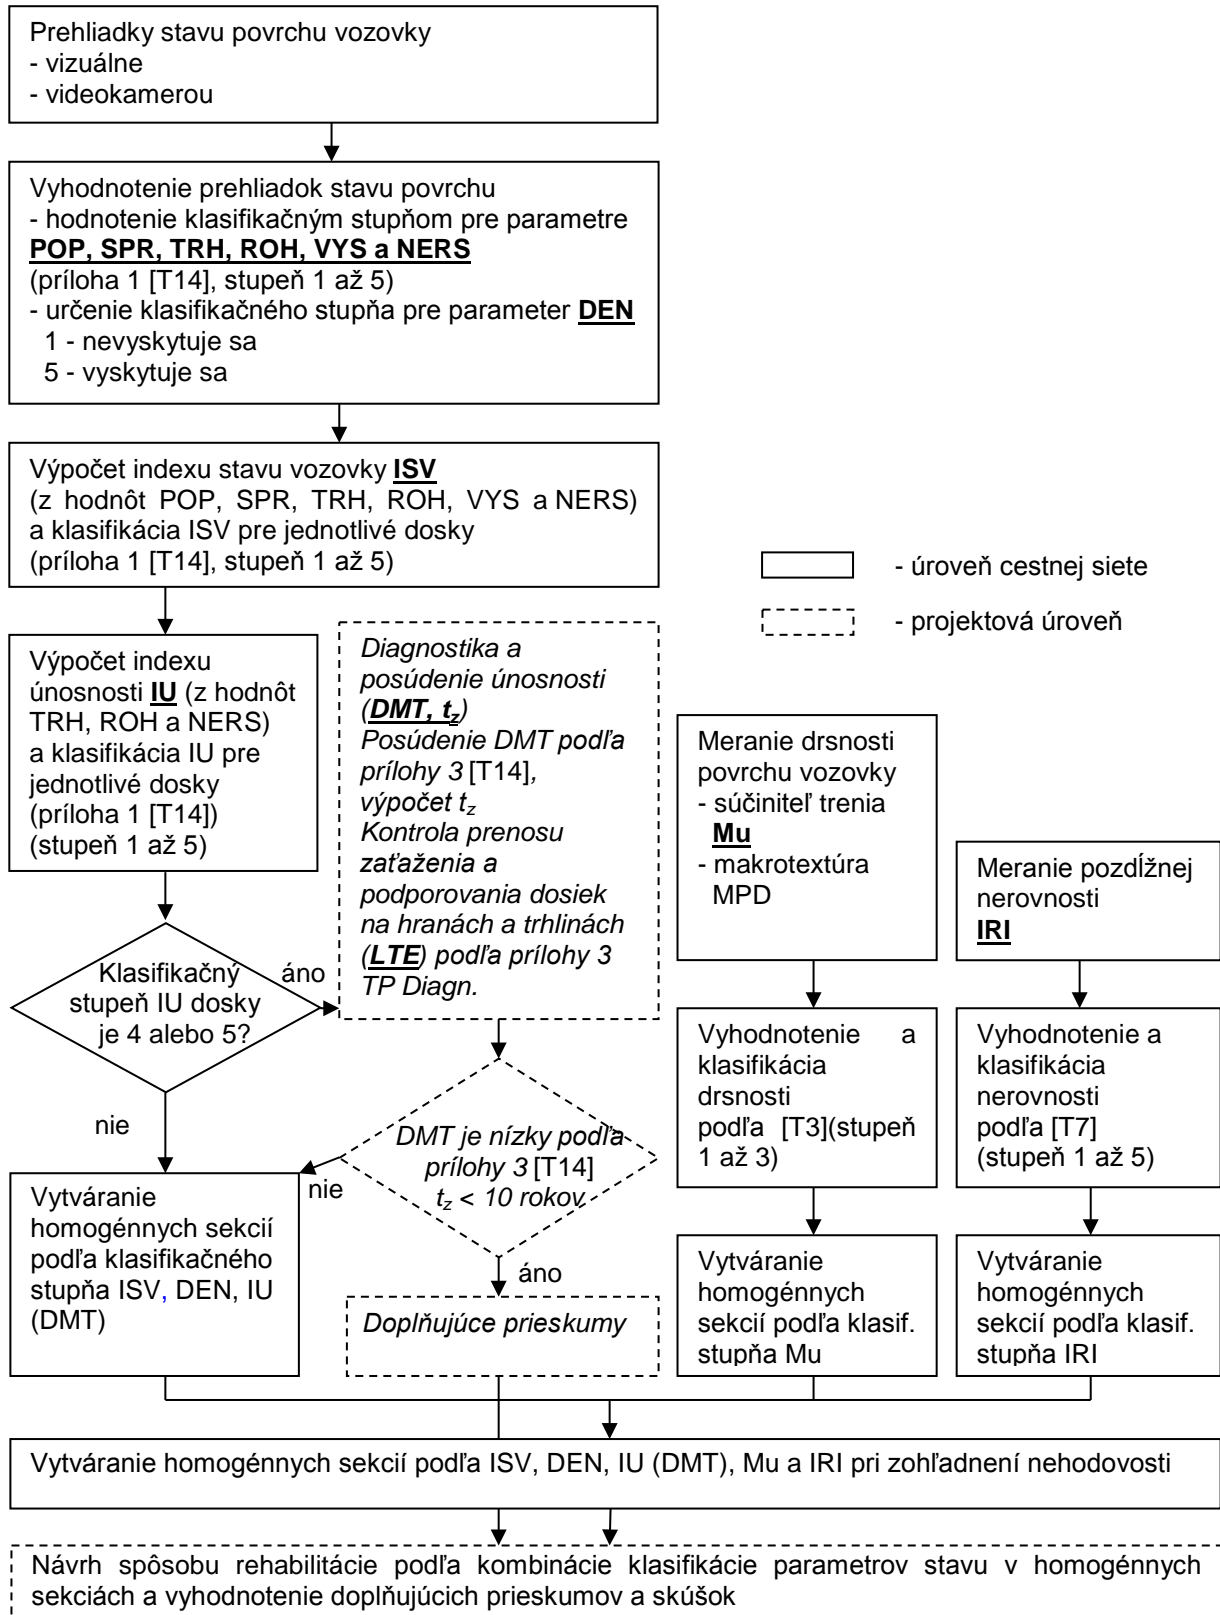 Prehliadky stavu povrchu vozovky
- vizuálne
- videokamerou
Vyhodnotenie prehliadok stavu povrchu
- hodnotenie klasifikačným stupňom pre parametre
POP, SPR, TRH, ROH, VYS a NERS
(príloha 1 [T14], stupeň 1 až 5)
- určenie klasifikačného stupňa pre parameter DEN
1 - nevyskytuje sa
5 - vyskytuje sa
Výpočet indexu stavu vozovky ISV
(z hodnôt POP, SPR, TRH, ROH, VYS a NERS)
a klasifikácia ISV pre jednotlivé dosky
(príloha 1 [T14], stupeň 1 až 5)
- úroveň cestnej siete
- projektová úroveň
Výpočet indexu
únosnosti IU (z hodnôt
TRH, ROH a NERS)
a klasifikácia IU pre
jednotlivé dosky
(príloha 1 [T14])
(stupeň 1 až 5)
Diagnostika a
posúdenie únosnosti
(DMT, tz)
Posúdenie DMT podľa
prílohy 3 [T14],
výpočet tz
Kontrola prenosu
zaťaženia a
podporovania dosiek
na hranách a trhlinách
(LTE) podľa prílohy 3
TP Diagn.
Meranie drsnosti
povrchu vozovky
- súčiniteľ trenia
Mu
- makrotextúra
MPD
Meranie pozdĺžnej
nerovnosti
IRI
Klasifikačný
stupeň IU dosky
je 4 alebo 5?
áno
nie
DMT je nízky podľa
prílohy 3 [T14]
tz < 10 rokov
nie
áno
Vyhodnotenie a
klasifikácia
drsnosti
podľa [T3](stupeň
1 až 3)
Vyhodnotenie a
klasifikácia
nerovnosti
podľa [T7]
(stupeň 1 až 5)
Vytváranie
homogénnych sekcií
podľa klasifikačného
stupňa ISV, DEN, IU
(DMT)
Doplňujúce prieskumy
Vytváranie
homogénnych
sekcií podľa klasif.
stupňa Mu
Vytváranie
homogénnych
sekcií podľa klasif.
stupňa IRI
Vytváranie homogénnych sekcií podľa ISV, DEN, IU (DMT), Mu a IRI pri zohľadnení nehodovosti
Návrh spôsobu rehabilitácie podľa kombinácie klasifikácie parametrov stavu v homogénnych
sekciách a vyhodnotenie doplňujúcich prieskumov a skúšok